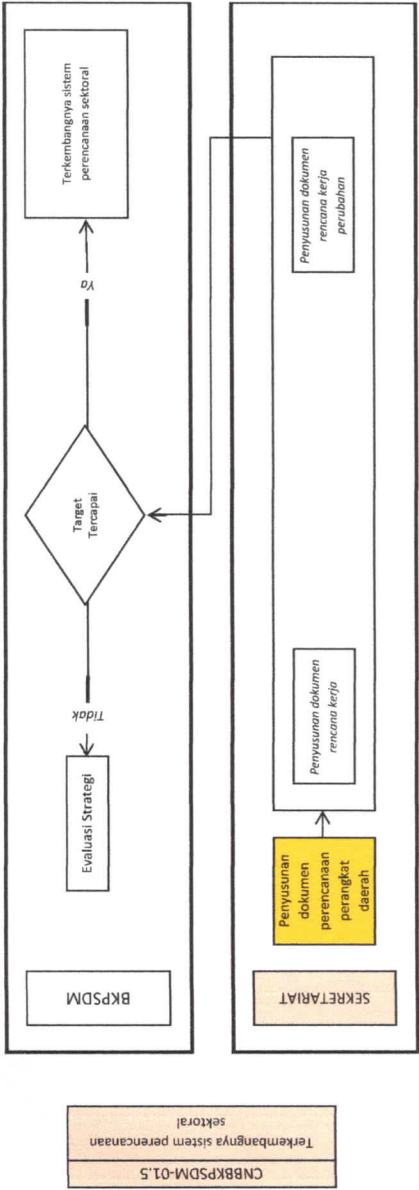 CNBBKPSDM-01.5
Terkembangnya sistem perencanaan
sektoral
BKPSDM
Evaluasi Strategi
Tidak
Target
Tercapai
Ya
Terkembangnya sistem
perencanaan sektoral
SEKRETARIAT
Penyusunan
dokumen
perencanaan
perangkat
daerah
Penyusunan dokumen
rencana kerja
Penyusunan dokumen
rencana kerja
perubahan